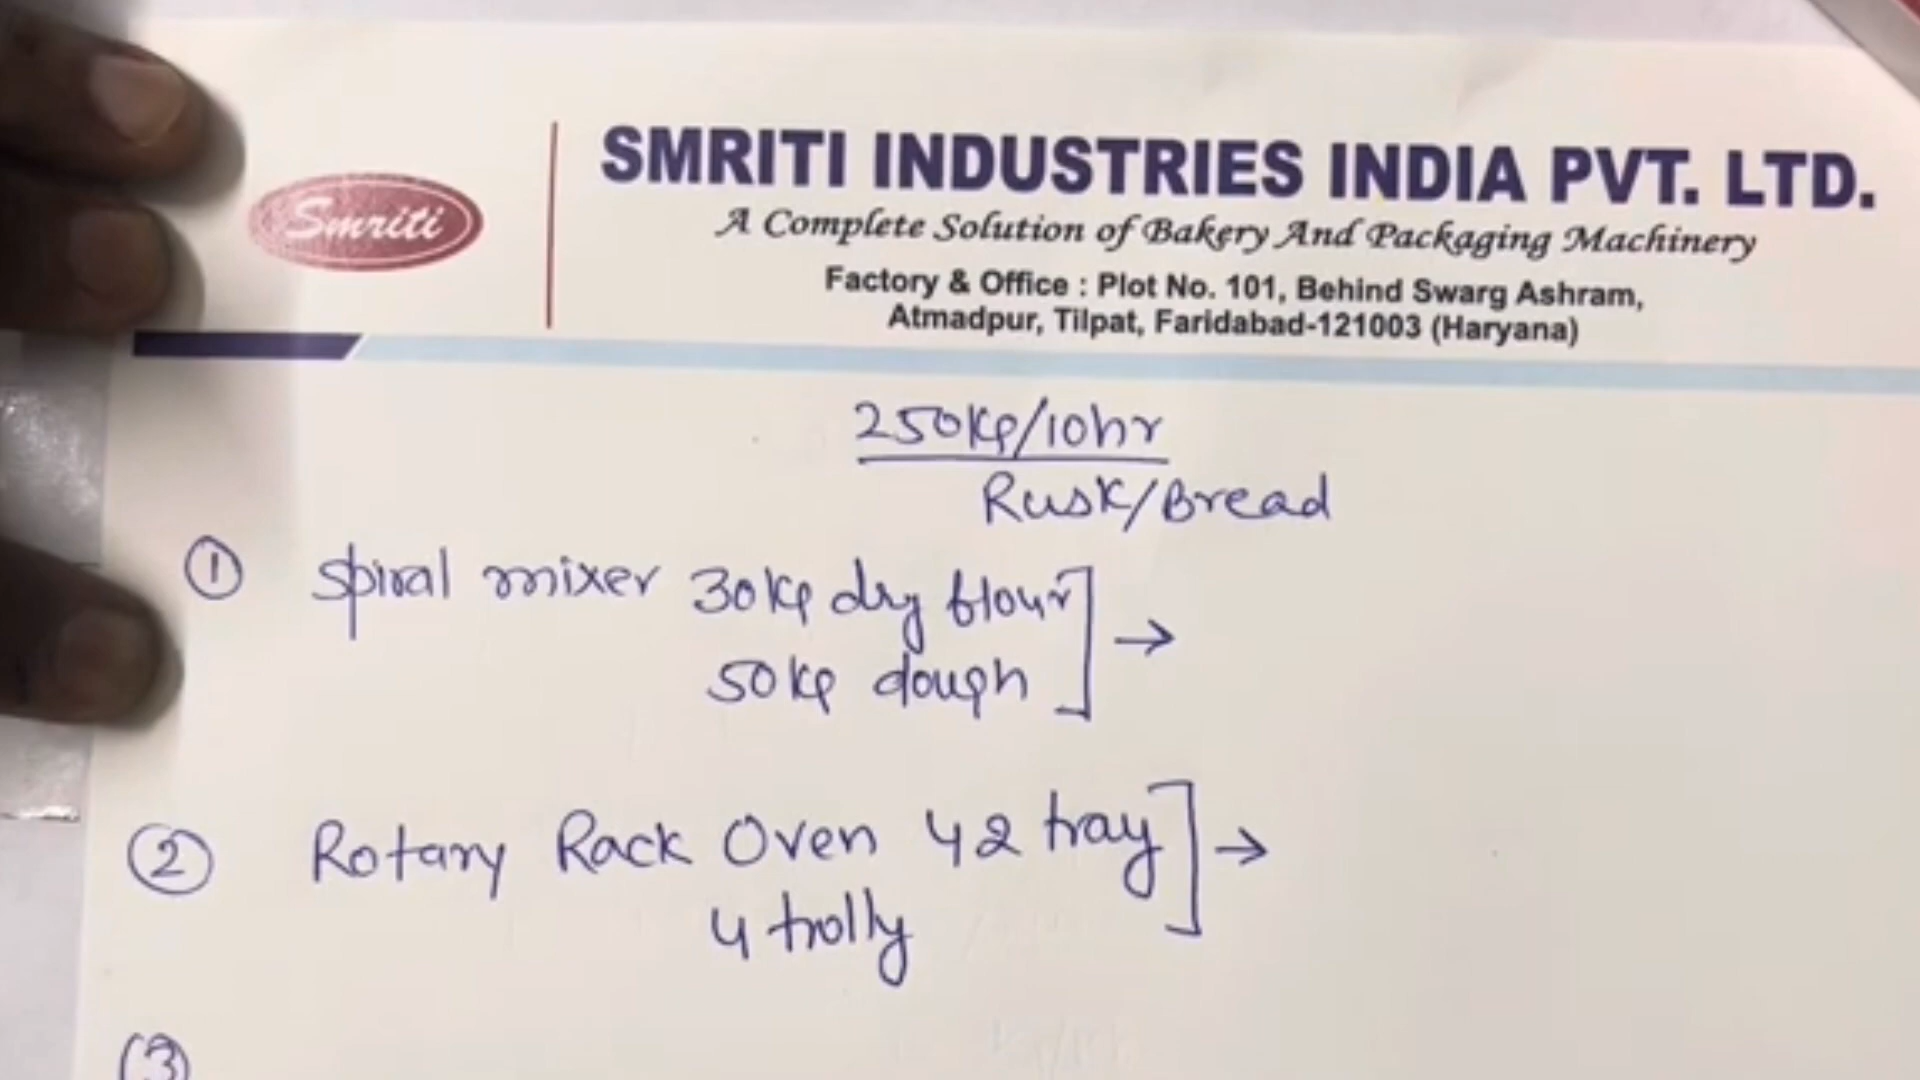 Smriti
SMRITI INDUSTRIES INDIA PVT. LTD.
A Complete Solution of Bakery And Packaging Machinery
Factory & Office : Plot No. 101, Behind Swarg Ashram,
Atmadpur, Tilpat, Faridabad-121003 (Haryana)
250kg/10hr
Rusk/Bread
① Spiral mixer 30kg dry flour] →
50kg dough
② Rotary Rack Oven 42 tray] →
4 trolly
③